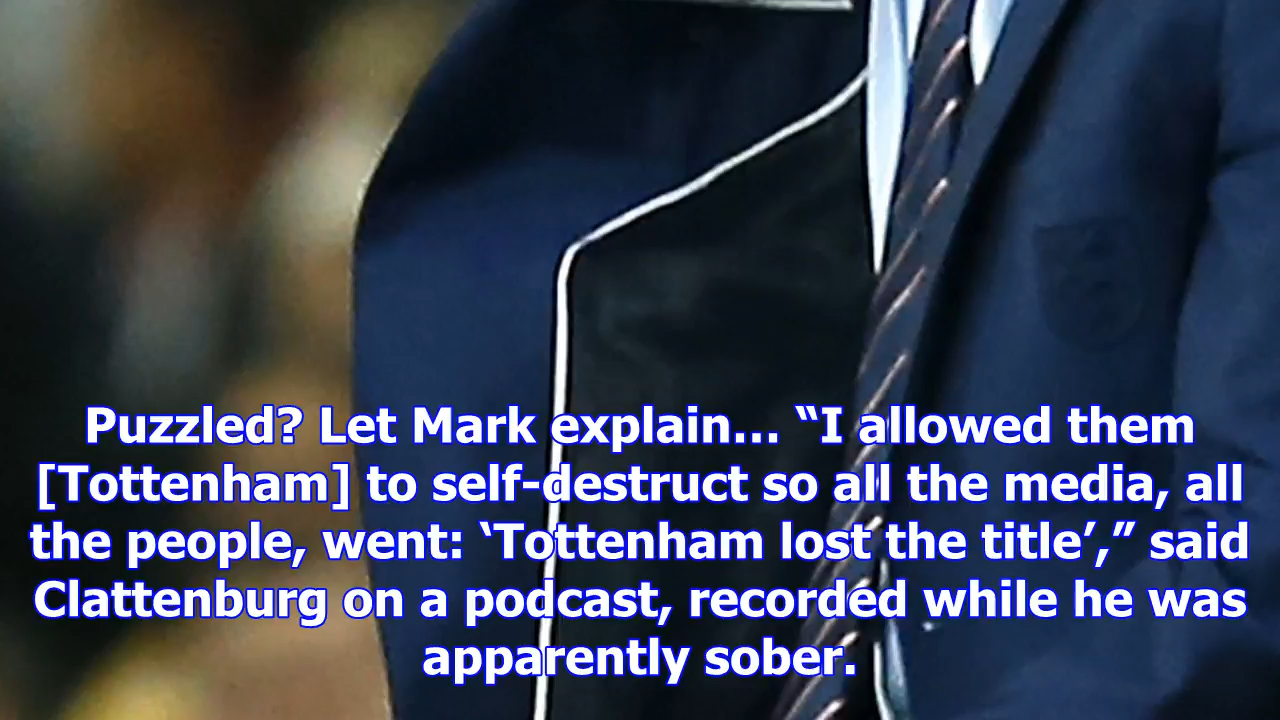 Puzzled? Let Mark explain... “I allowed them
[Tottenham] to self-destruct so all the media, all
the people, went: ‘Tottenham lost the title’,” said
Clattenburg on a podcast, recorded while he was
apparently sober.